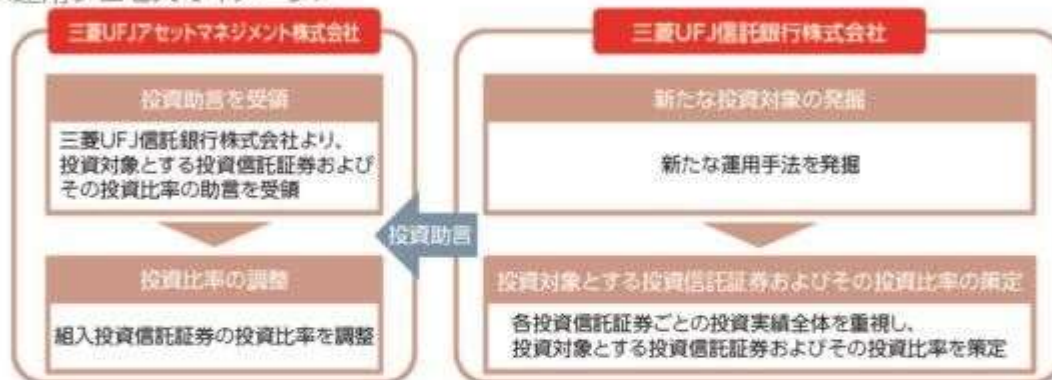 三菱UFJアセットマネジメント株式会社
投資助言を受領
三菱UFJ信託銀行株式会社より、
投資対象とする投資信託証券および
その投資比率の助言を受領
投資比率の調整
組入投資信託証券の投資比率を調整
投資助言
三菱UFJ信託銀行株式会社
新たな投資対象の発掘
新たな運用手法を発掘
投資対象とする投資信託証券およびその投資比率の策定
各投資信託証券ごとの投資実績全体を重視し、
投資対象とする投資信託証券およびその投資比率を策定